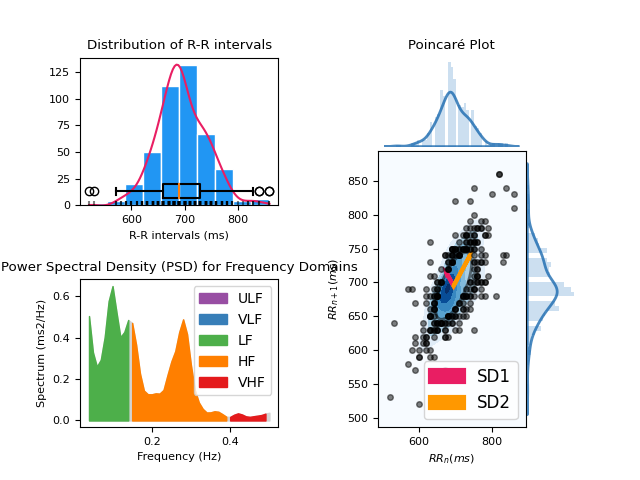 Distribution of R-R intervals
125
100
75
50
25
0
600 700 800
R-R intervals (ms)
Poincaré Plot
850
800
750
700
650
600
550
500
RRn+1(ms)
SD1
SD2
600 800
RRn(ms)
Power Spectral Density (PSD) for Frequency Domains
0.6
0.4
0.2
0.0
Spectrum (ms2/Hz)
ULF
VLF
LF
HF
VHF
0.2 0.4
Frequency (Hz)